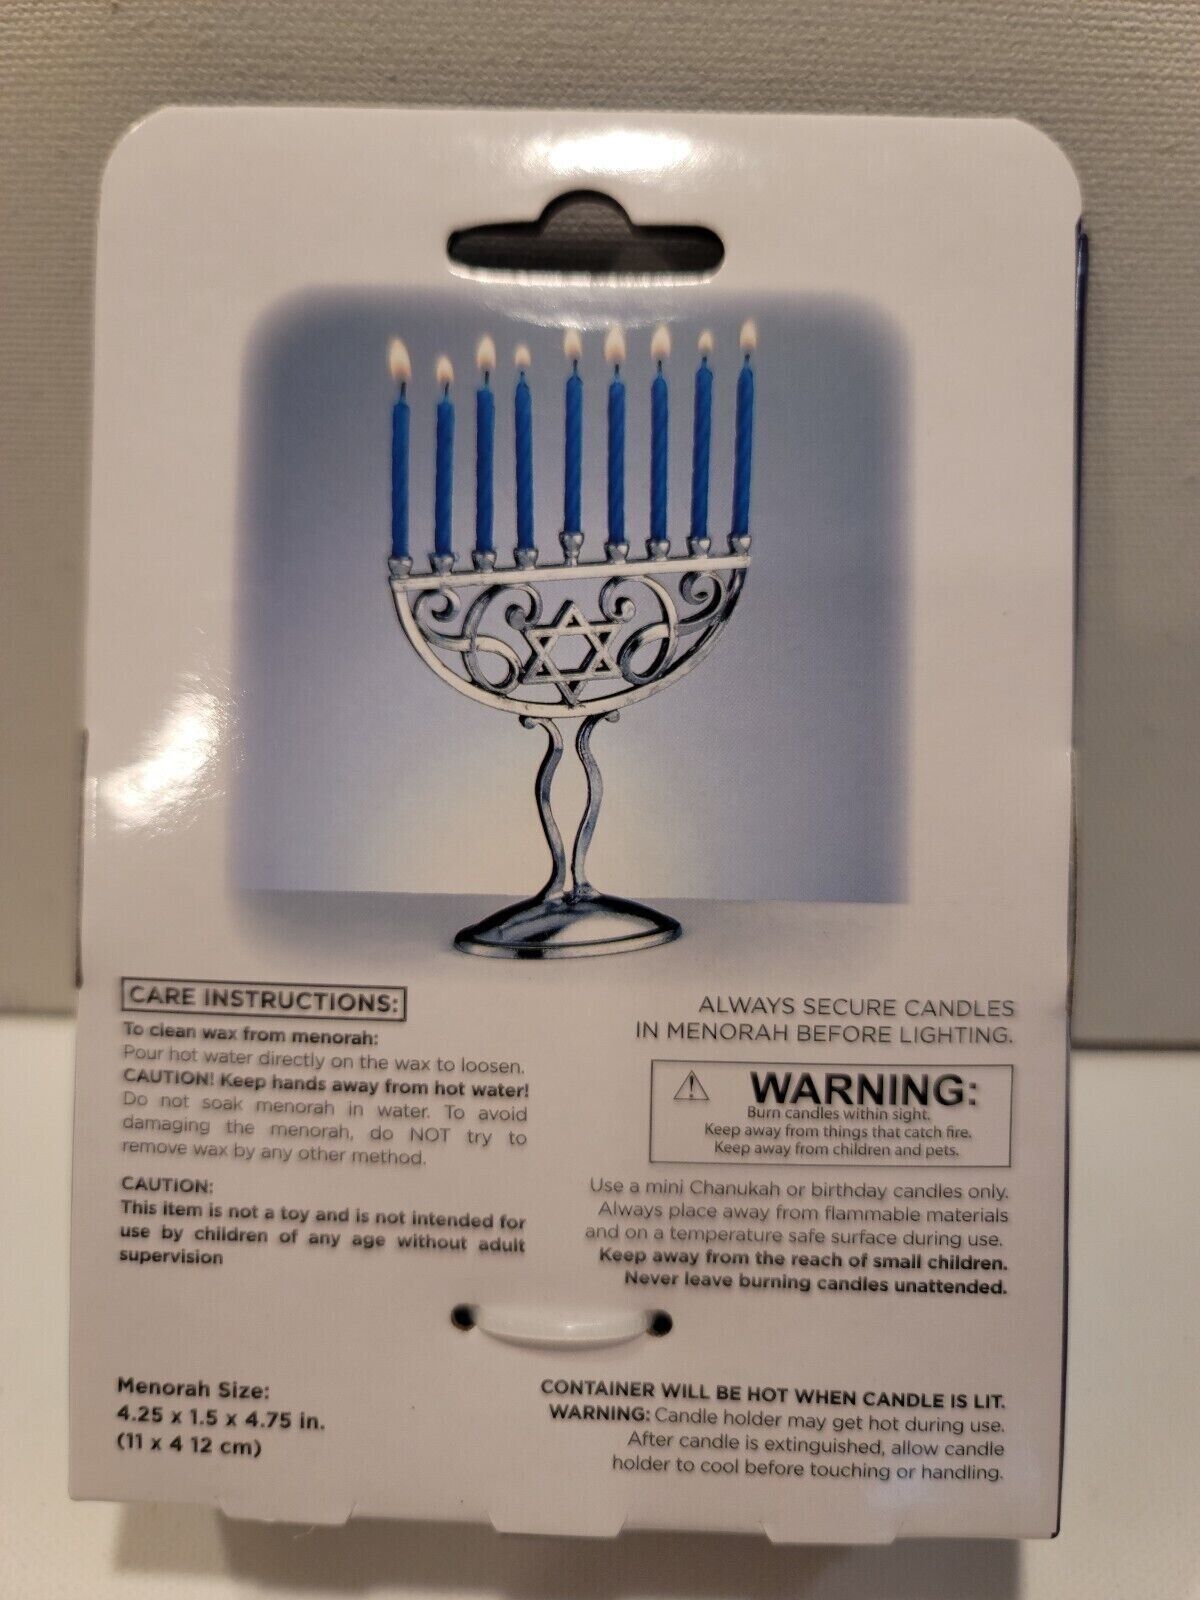 CARE INSTRUCTIONS:
To clean wax from menorah:
Pour hot water directly on the wax to loosen.
CAUTION! Keep hands away from hot water!
Do not soak menorah in water. To avoid
damaging the menorah, do NOT try to
remove wax by any other method.
CAUTION:
This item is not a toy and is not intended for
use by children of any age without adult
supervision
Menorah Size:
4.25 x 1.5 x 4.75 in.
(11 x 4 12 cm)
ALWAYS SECURE CANDLES
IN MENORAH BEFORE LIGHTING.
⚠ WARNING:
Burn candles within sight.
Keep away from things that catch fire.
Keep away from children and pets.
Use a mini Chanukah or birthday candles only.
Always place away from flammable materials
and on a temperature safe surface during use.
Keep away from the reach of small children.
Never leave burning candles unattended.
CONTAINER WILL BE HOT WHEN CANDLE IS LIT.
WARNING: Candle holder may get hot during use.
After candle is extinguished, allow candle
holder to cool before touching or handling.